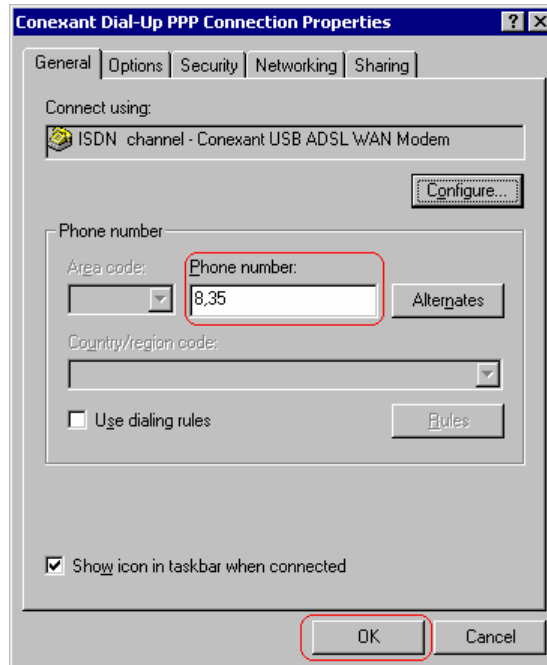 Conexant Dial-Up PPP Connection Properties
General Options Security Networking Sharing
Connect using:
ISDN channel - Conexant USB ADSL WAN Modem
Configure...
Phone number
Area code: Phone number:
8,35 Alternates
Country/region code:
Use dialing rules Rules
Show icon in taskbar when connected
OK Cancel